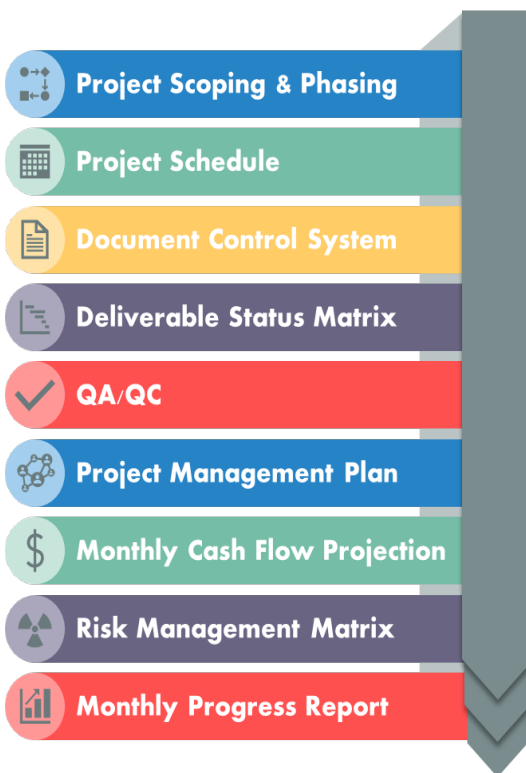 Project Scoping & Phasing
Project Schedule
Document Control System
Deliverable Status Matrix
QA/QC
Project Management Plan
$ Monthly Cash Flow Projection
Risk Management Matrix
Monthly Progress Report